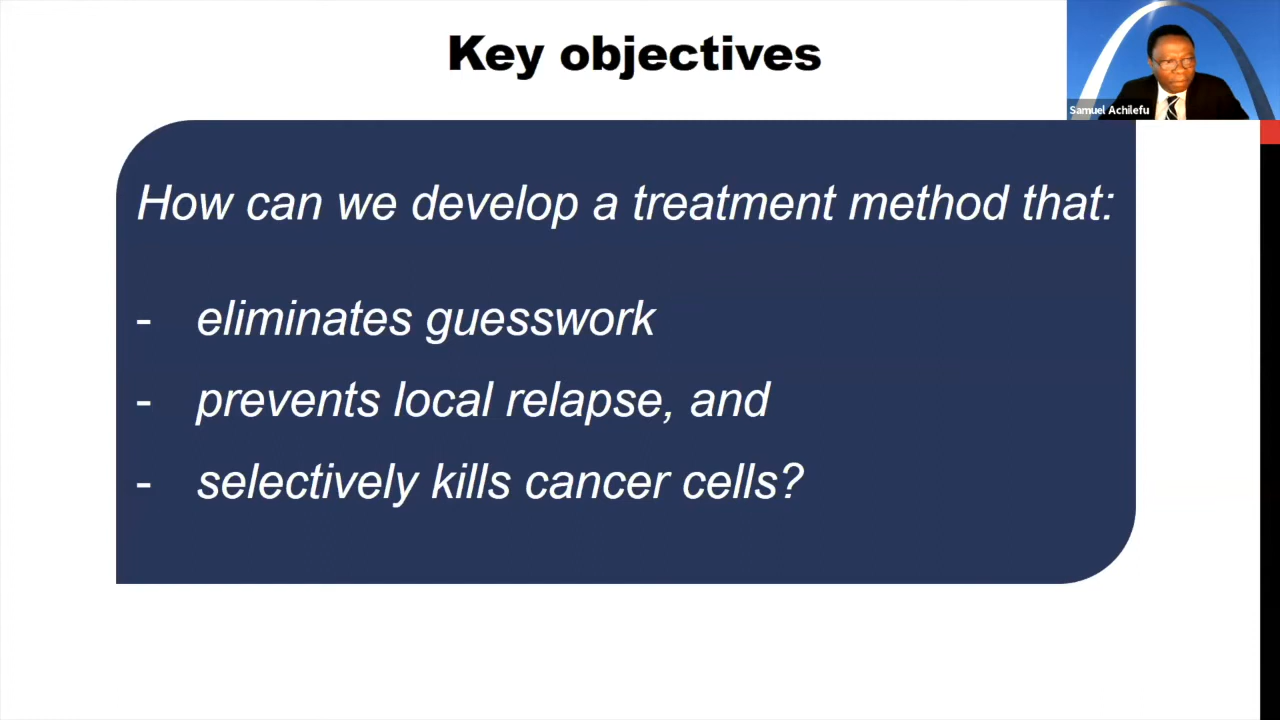 Key objectives
Samuel Achilefu
How can we develop a treatment method that:
- eliminates guesswork
- prevents local relapse, and
- selectively kills cancer cells?